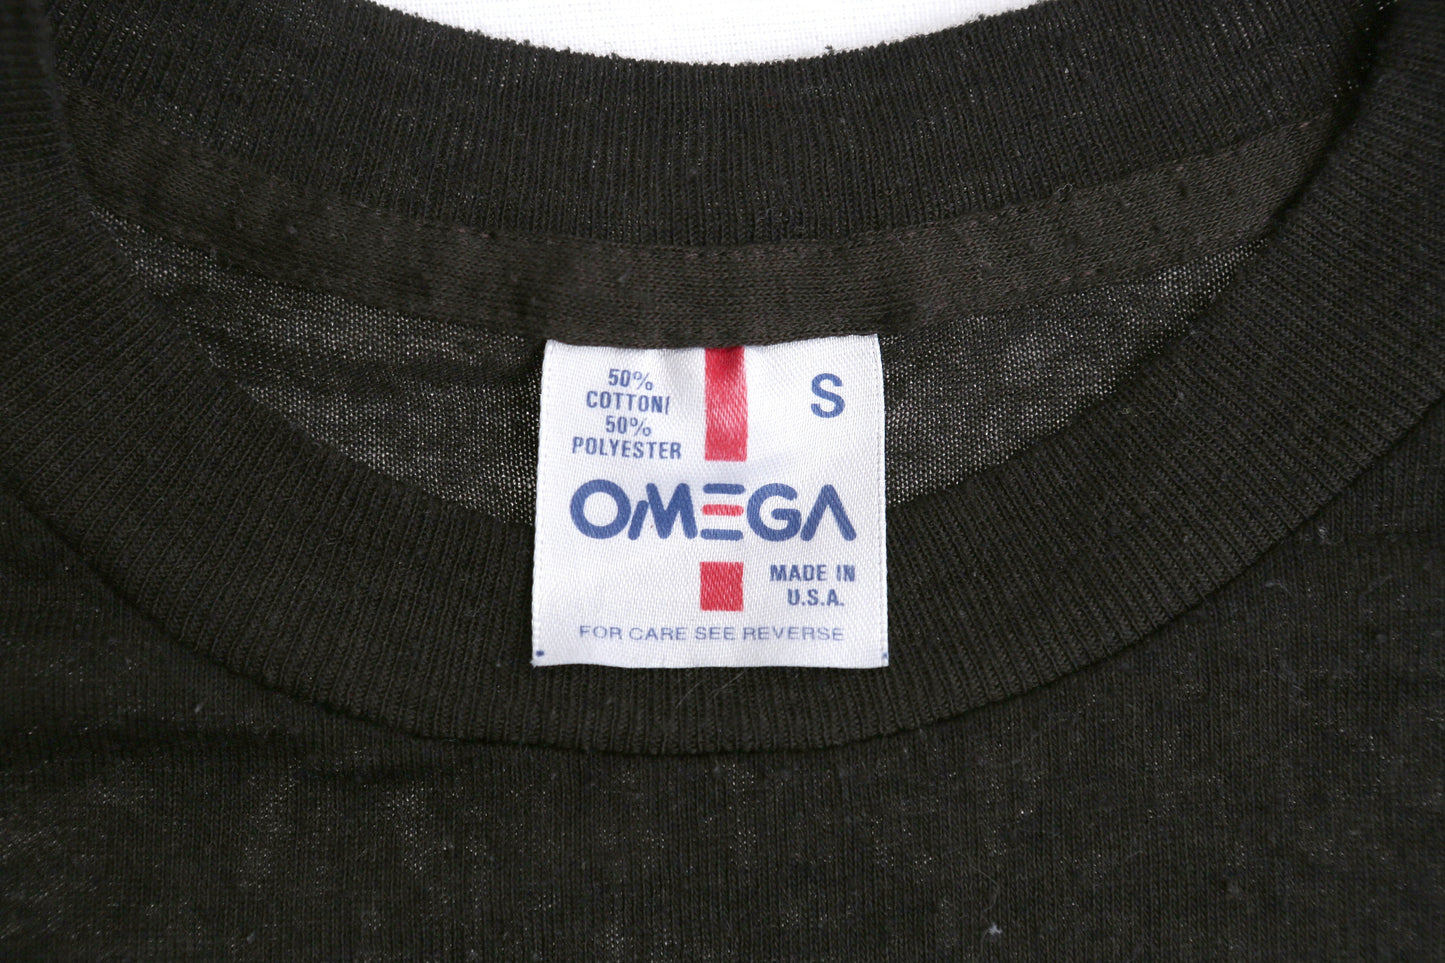 50%
COTTON/
50%
POLYESTER
S
OMEGA
MADE IN
U.S.A.
FOR CARE SEE REVERSE